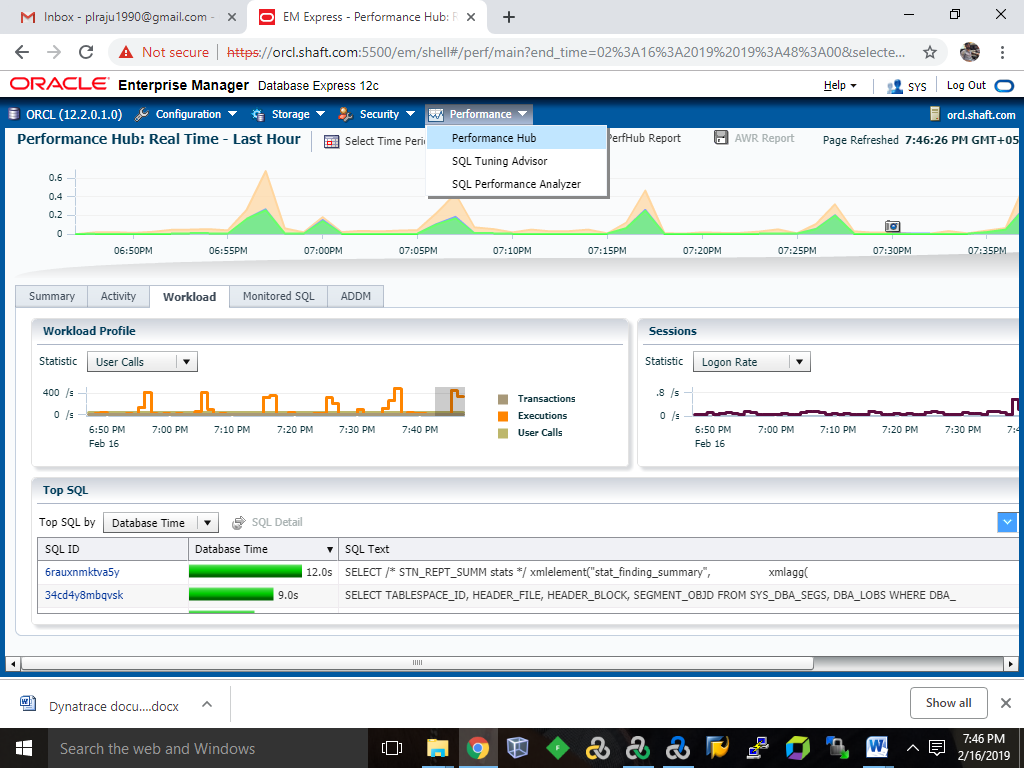 Inbox - plraju1990@gmail.com -
EM Express - Performance Hub: R
Not secure
https://orcl.shaft.com:5500/em/shell#/perf/main?end_time=02%3A16%3A2019%2019%3A48%3A00&selecte...
ORACLE Enterprise Manager Database Express 12c
Help SYS Log Out
ORCL (12.2.0.1.0) Configuration Storage Security Performance orcl.shaft.com
Performance Hub: Real Time - Last Hour Select Time Peri PerfHub Report AWR Report Page Refreshed 7:46:26 PM GMT+05
Performance Hub
SQL Tuning Advisor
SQL Performance Analyzer
0.6
0.4
0.2
0
06:50PM 06:55PM 07:00PM 07:05PM 07:10PM 07:15PM 07:20PM 07:25PM 07:30PM 07:35PM
Summary Activity Workload Monitored SQL ADDM
Workload Profile
Statistic User Calls
400 /s
0 /s
6:50 PM 7:00 PM 7:10 PM 7:20 PM 7:30 PM 7:40 PM
Feb 16
Transactions
Executions
User Calls
Sessions
Statistic Logon Rate
.8 /s
0 /s
6:50 PM 7:00 PM 7:10 PM 7:20 PM 7:30 PM 7:4
Feb 16
Top SQL
Top SQL by Database Time SQL Detail
SQL ID Database Time SQL Text
6rauxnmktva5y 12.0s SELECT /* STN_REPT_SUMM stats */ xmlelement("stat_finding_summary", xmlagg(
34cd4y8mbqvsk 9.0s SELECT TABLESPACE_ID, HEADER_FILE, HEADER_BLOCK, SEGMENT_OBJD FROM SYS_DBA_SEGS, DBA_LOBS WHERE DBA_
Dynatrace docu....docx
Show all
Search the web and Windows
7:46 PM
2/16/2019